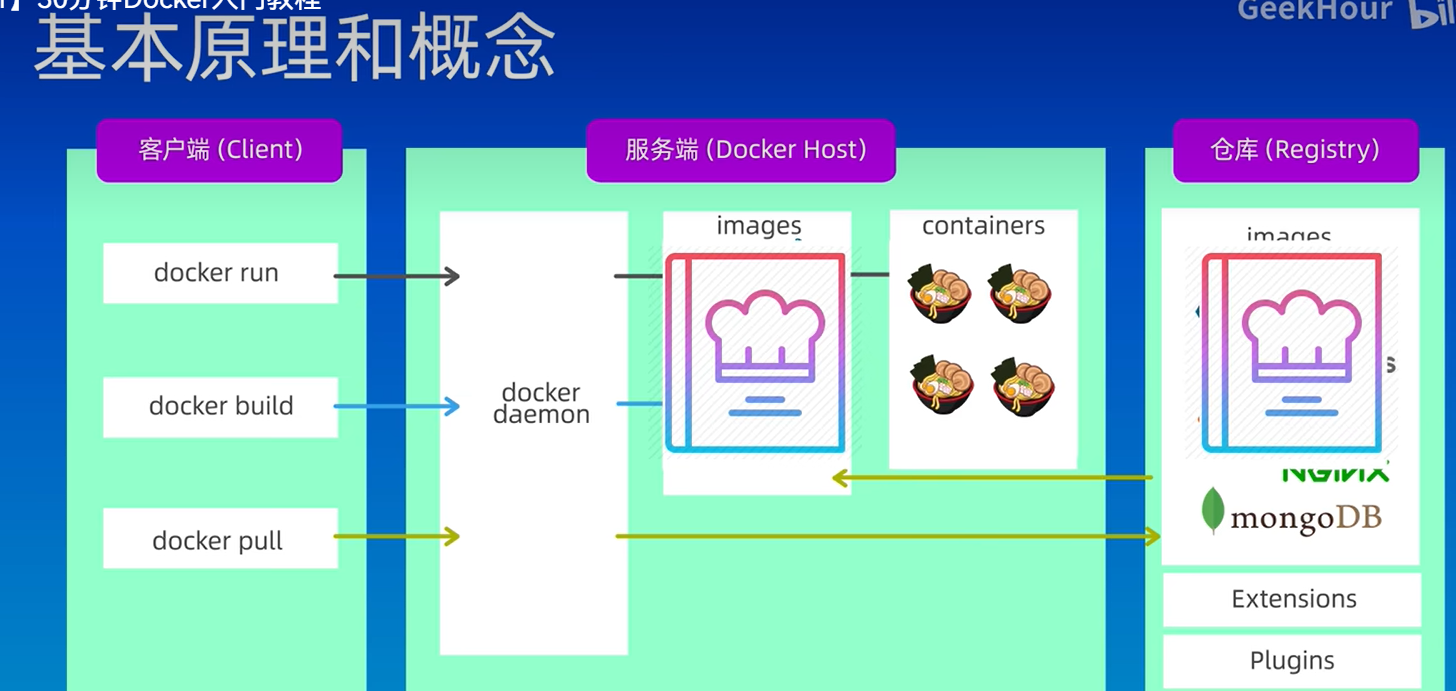 】30分钟Docker入门教程
GeekHour bil
基本原理和概念
客户端 (Client)
服务端 (Docker Host)
仓库 (Registry)
docker run
docker build
docker pull
docker
daemon
images
containers
images
s
NGINX
mongoDB
Extensions
Plugins